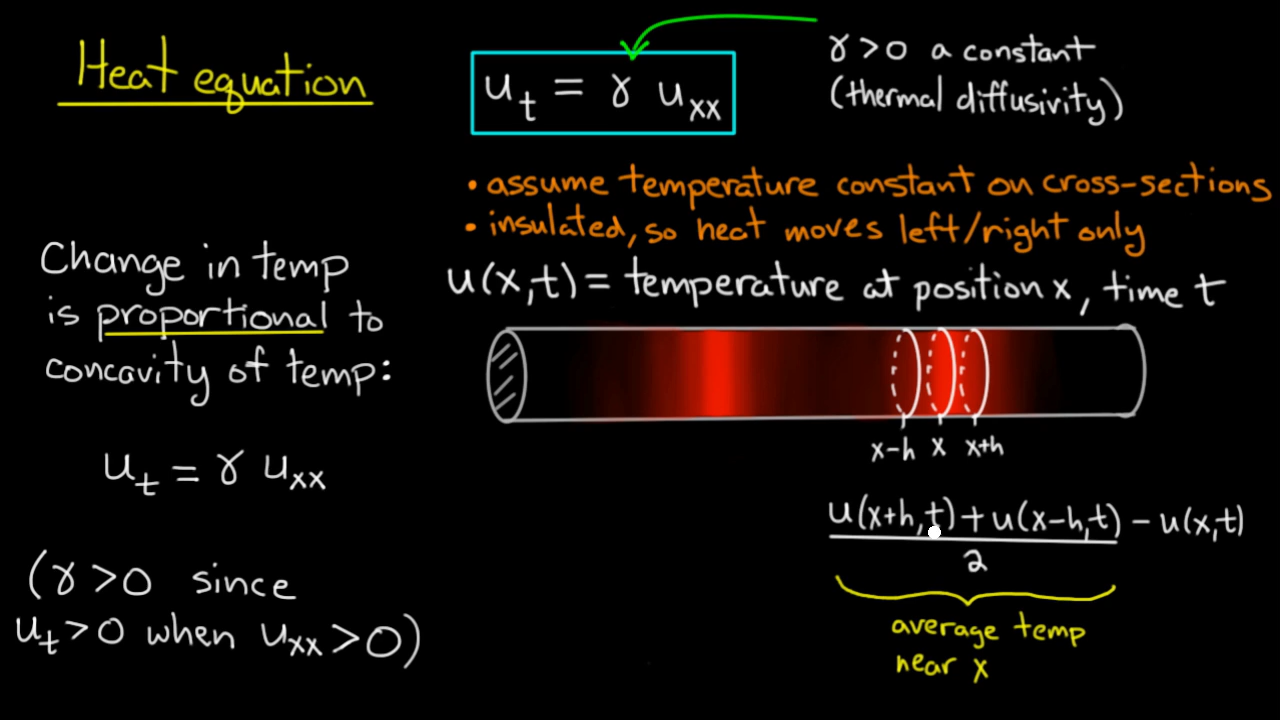 Heat equation
u_t = γ u_xx
γ > 0 a constant
(thermal diffusivity)
• assume temperature constant on cross-sections
• insulated, so heat moves left/right only
u(x,t) = temperature at position x, time t
Change in temp
is proportional to
concavity of temp:
u_t = γ u_xx
(γ > 0 since
u_t > 0 when u_xx > 0)
x-h x x+h
u(x+h,t) + u(x-h,t) - u(x,t)
2
average temp
near x